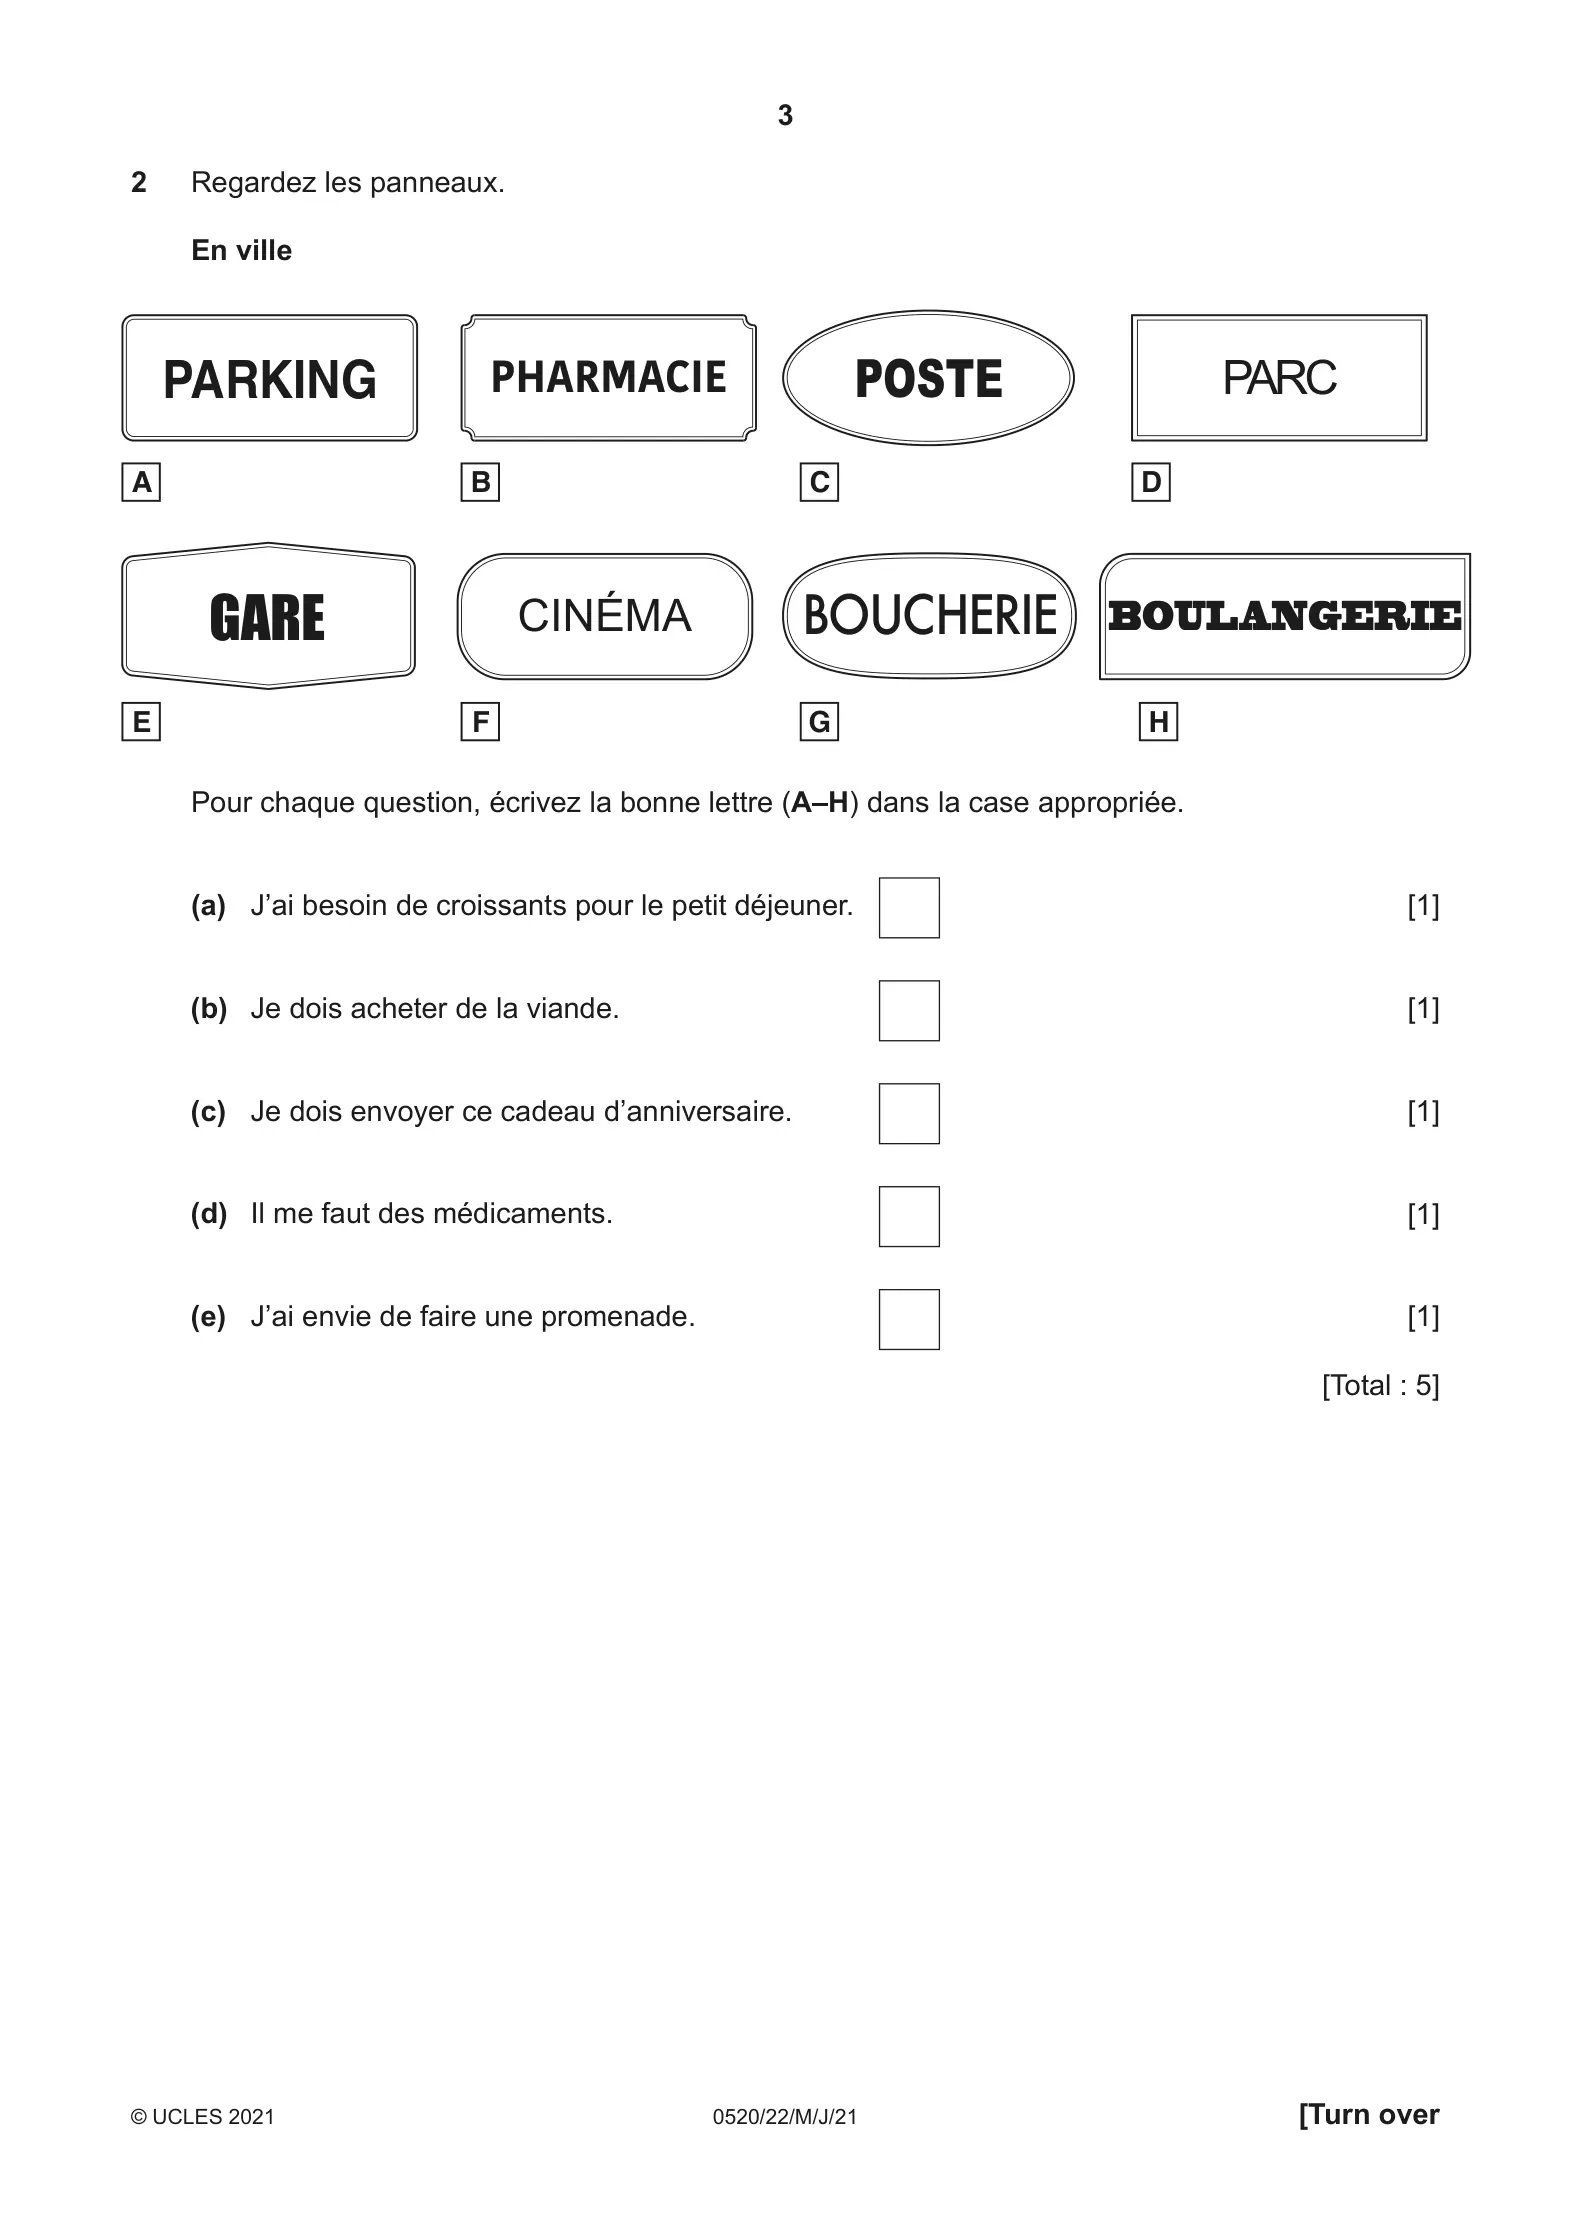 3
2 Regardez les panneaux.
En ville
PARKING PHARMACIE POSTE PARC
A B C D
GARE CINÉMA BOUCHERIE BOULANGERIE
E F G H
Pour chaque question, écrivez la bonne lettre (A–H) dans la case appropriée.
(a) J’ai besoin de croissants pour le petit déjeuner. [1]
(b) Je dois acheter de la viande. [1]
(c) Je dois envoyer ce cadeau d’anniversaire. [1]
(d) Il me faut des médicaments. [1]
(e) J’ai envie de faire une promenade. [1]
[Total : 5]
© UCLES 2021 0520/22/M/J/21 [Turn over